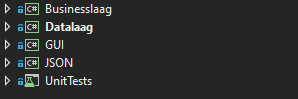 C# Businesslaag
C# Datalaag
C# GUI
C# JSON
UnitTests